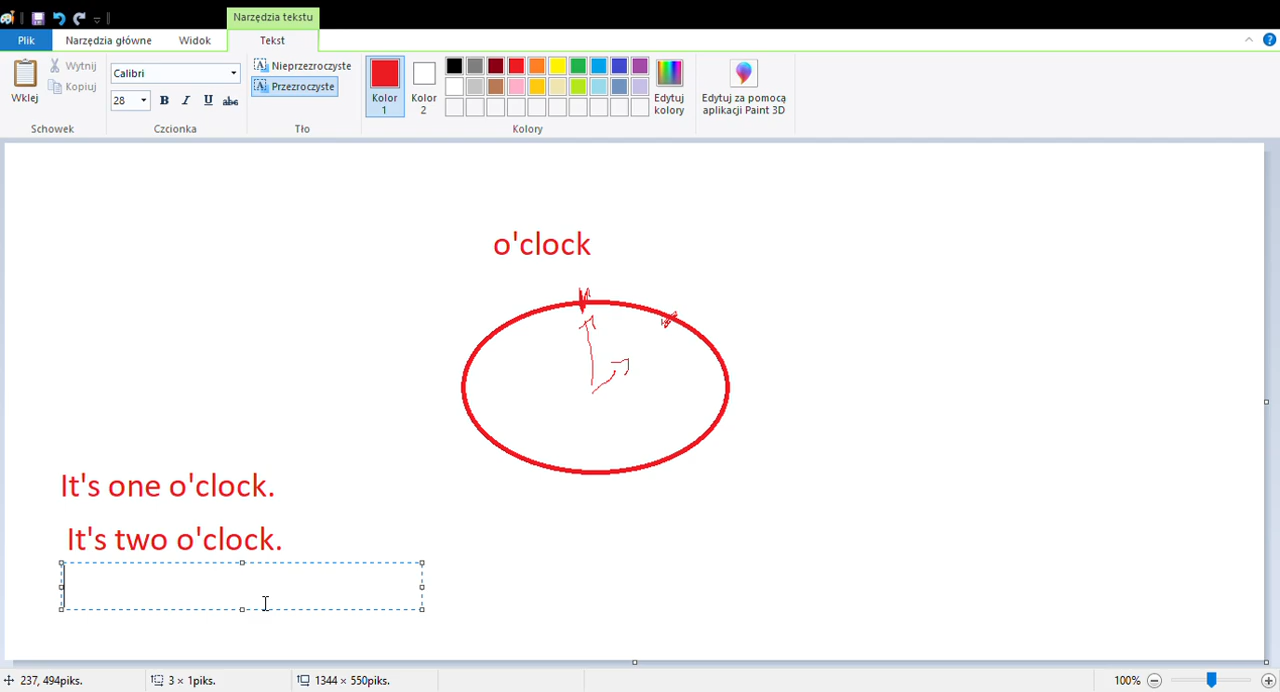 Narzędzia tekstu
Plik
Narzędzia główne
Widok
Tekst
Wklej
Wytnij
Kopiuj
Schowek
Calibri
28
B I U abc
Czcionka
Nieprzezroczyste
Przezroczyste
Tło
Kolor 1
Kolor 2
Edytuj kolory
Kolory
Edytuj za pomocą aplikacji Paint 3D
o'clock
It's one o'clock.
It's two o'clock.
237, 494piks.
3 × 1piks.
1344 × 550piks.
100%